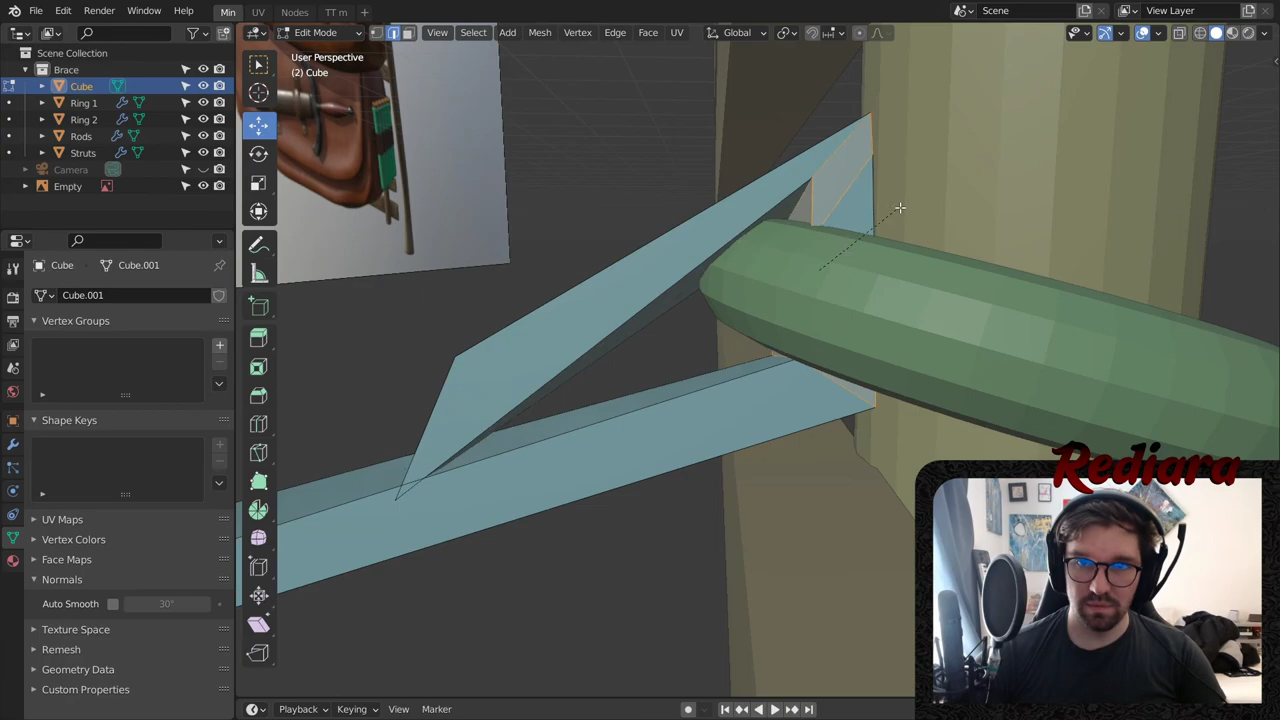 File Edit Render Window Help
Min UV Nodes TT m
Scene
View Layer
Edit Mode
View Select Add Mesh Vertex Edge Face UV
Global
Scene Collection
Brace
Cube
Ring 1
Ring 2
Rods
Struts
Camera
Empty
User Perspective
(2) Cube
Cube Cube.001
Cube.001
Vertex Groups
Shape Keys
UV Maps
Vertex Colors
Face Maps
Normals
Auto Smooth 30°
Texture Space
Remesh
Geometry Data
Custom Properties
Rediara
Playback Keying View Marker